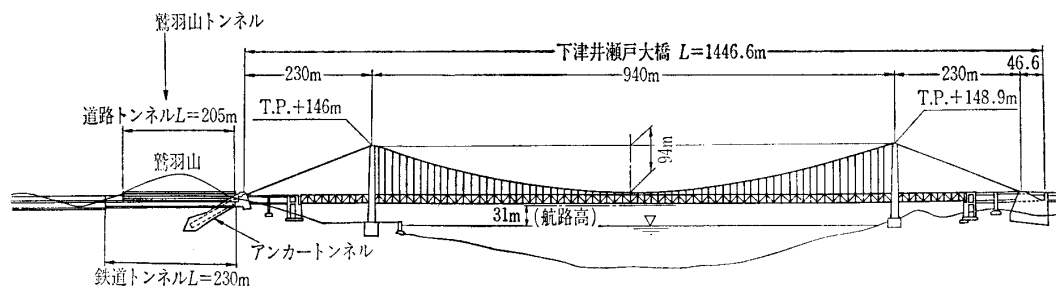 鷲羽山トンネル
下津井瀬戸大橋 L=1446.6m
46.6
230m
940m
230m
T.P.+146m
T.P.+148.9m
道路トンネルL=205m
鷲羽山
94m
31m(航路高)
アンカートンネル
鉄道トンネルL=230m